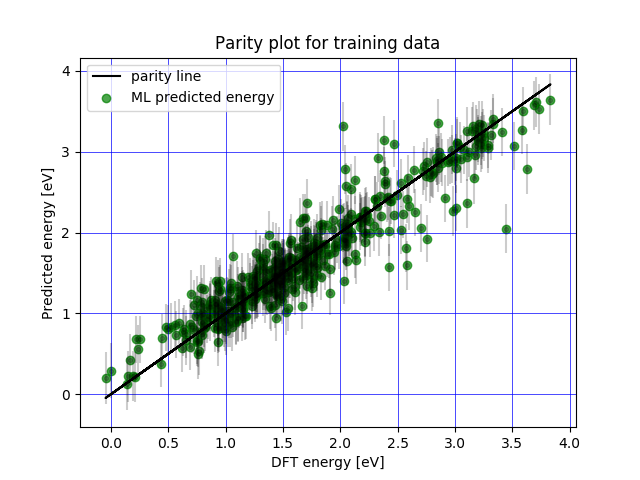 Parity plot for training data
parity line
ML predicted energy
Predicted energy [eV]
4
3
2
1
0
0.0 0.5 1.0 1.5 2.0 2.5 3.0 3.5 4.0
DFT energy [eV]